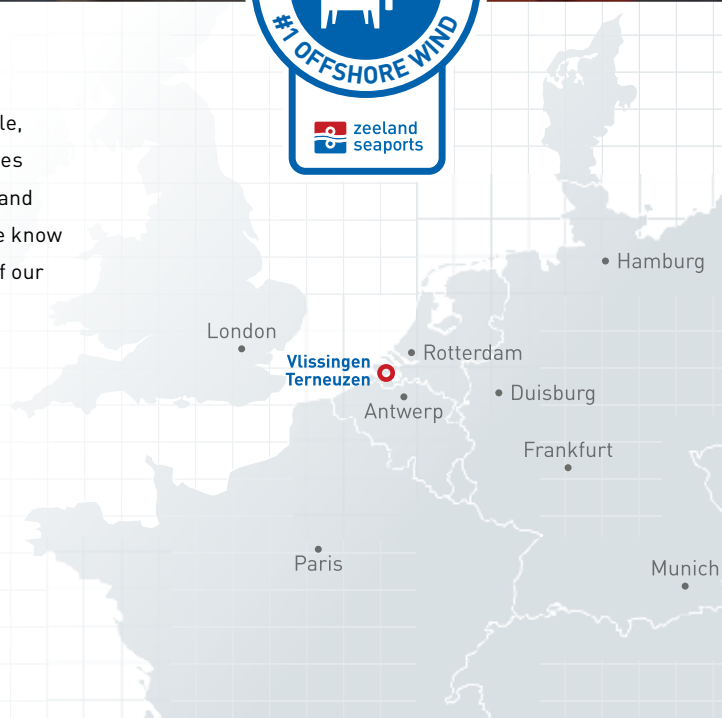 #1 OFFSHORE WIND
zeeland
seaports
le,
es
and
e know
f our
Hamburg
London
Rotterdam
Vlissingen
Terneuzen
Duisburg
Antwerp
Frankfurt
Paris
Munich